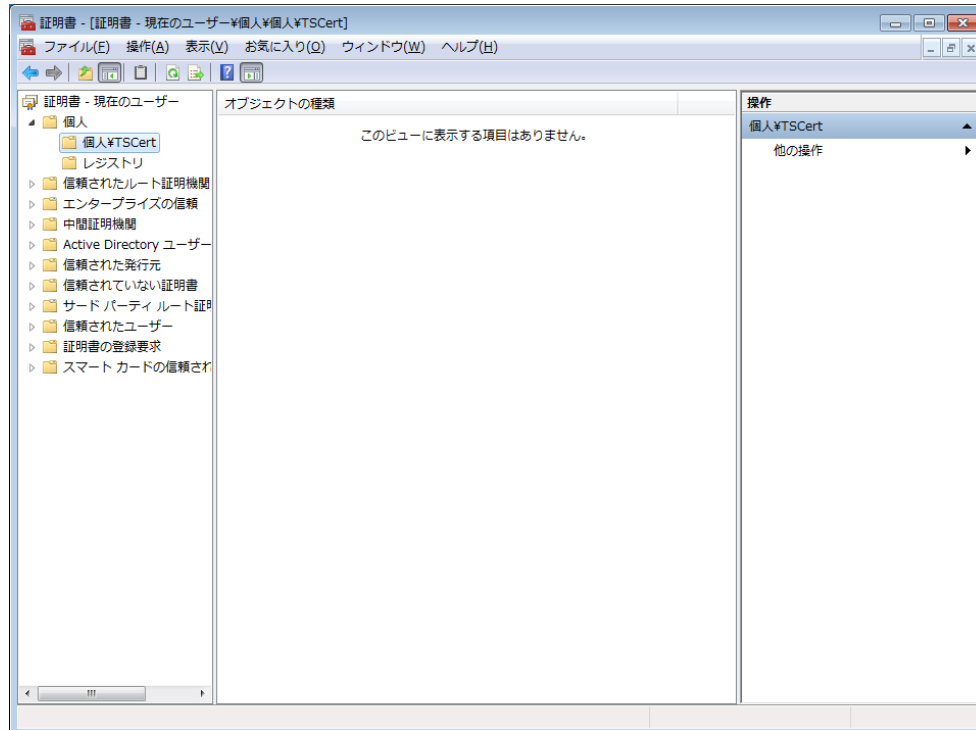 証明書 - [証明書 - 現在のユーザー¥個人¥個人¥TSCert]
ファイル(F) 操作(A) 表示(V) お気に入り(O) ウィンドウ(W) ヘルプ(H)
証明書 - 現在のユーザー
個人
個人¥TSCert
レジストリ
信頼されたルート証明機関
エンタープライズの信頼
中間証明機関
Active Directory ユーザー
信頼された発行元
信頼されていない証明書
サード パーティ ルート証明
信頼されたユーザー
証明書の登録要求
スマート カードの信頼され
オブジェクトの種類
このビューに表示する項目はありません。
操作
個人¥TSCert
他の操作